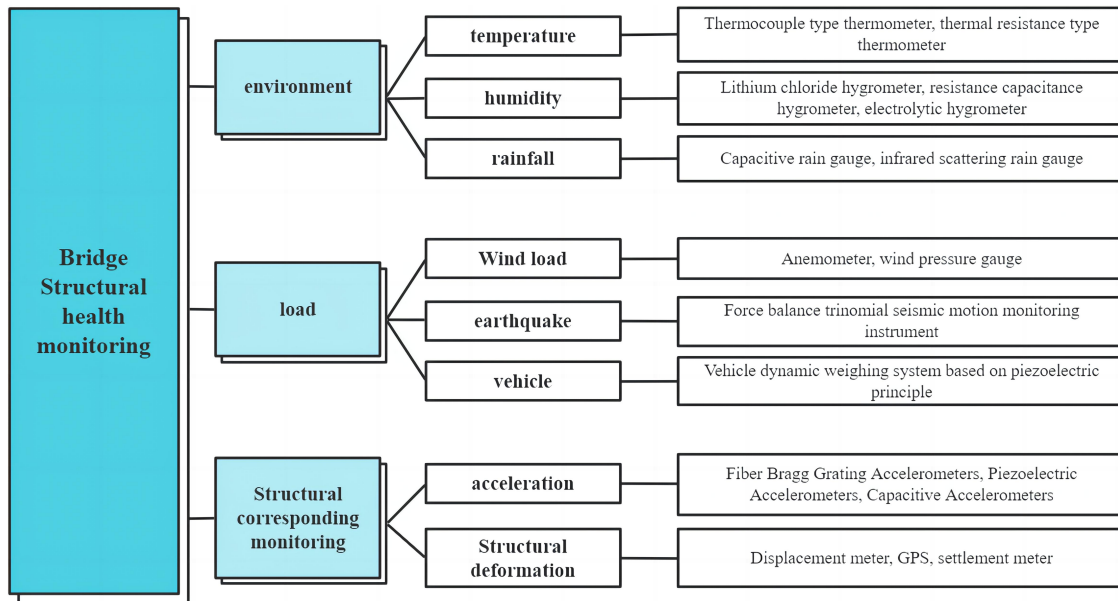 Bridge
Structural
health
monitoring
environment
temperature
Thermocouple type thermometer, thermal resistance type
thermometer
humidity
Lithium chloride hygrometer, resistance capacitance
hygrometer, electrolytic hygrometer
rainfall
Capacitive rain gauge, infrared scattering rain gauge
load
Wind load
Anemometer, wind pressure gauge
earthquake
Force balance trinomial seismic motion monitoring
instrument
vehicle
Vehicle dynamic weighing system based on piezoelectric
principle
Structural
corresponding
monitoring
acceleration
Fiber Bragg Grating Accelerometers, Piezoelectric
Accelerometers, Capacitive Accelerometers
Structural
deformation
Displacement meter, GPS, settlement meter